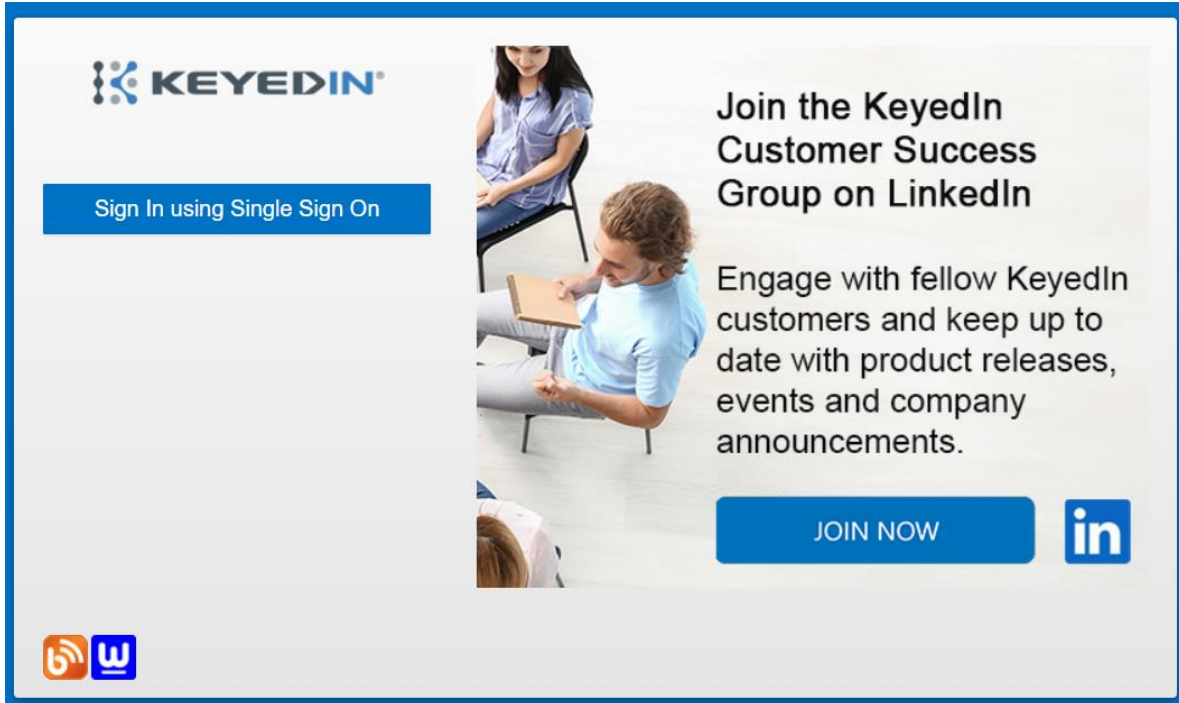 KEYEDIN®
Sign In using Single Sign On
Join the KeyedIn
Customer Success
Group on LinkedIn
Engage with fellow KeyedIn
customers and keep up to
date with product releases,
events and company
announcements.
JOIN NOW
in
b
w